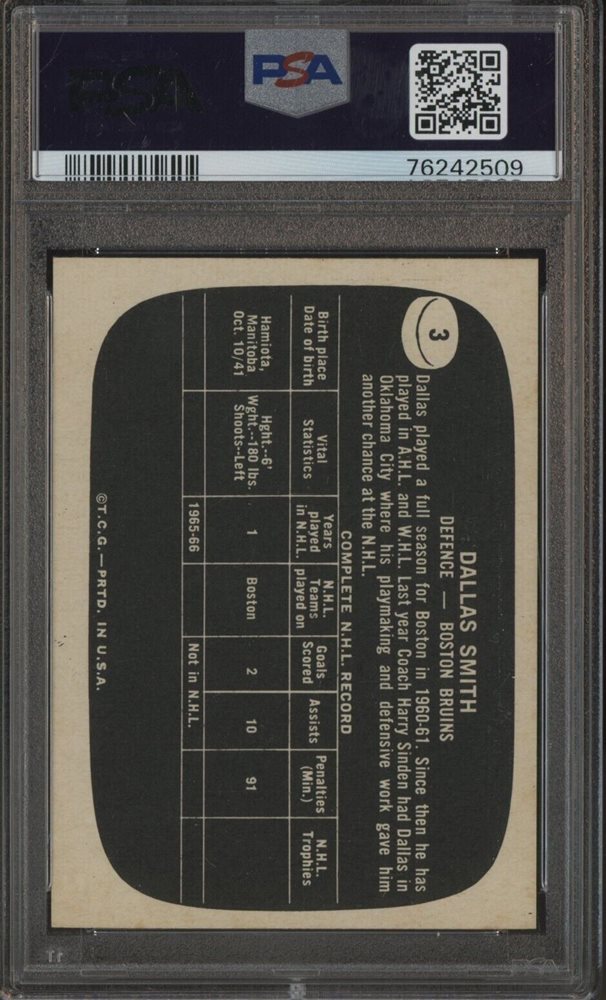 PSA
PSA
76242509
3
DALLAS SMITH
DEFENCE — BOSTON BRUINS
Dallas played a full season for Boston in 1960-61. Since then he has
played in A.H.L. and W.H.L. Last year Coach Harry Sinden had Dallas in
Oklahoma City where his playmaking and defensive work gave him
another chance at the N.H.L.
COMPLETE N.H.L. RECORD
Birth place
Date of birth
Vital
Statistics
Years
played
in N.H.L.
N.H.L.
Teams
played on
Goals
Scored
Assists
Penalties
(Min.)
N.H.L.
Trophies
Hamiota,
Manitoba
Oct. 10/41
Hght.--6'
Wght.--180 lbs.
Shoots--Left
1
Boston
2
10
91
1965-66
Not in N.H.L.
©T.C.G.—PRTD. IN U.S.A.